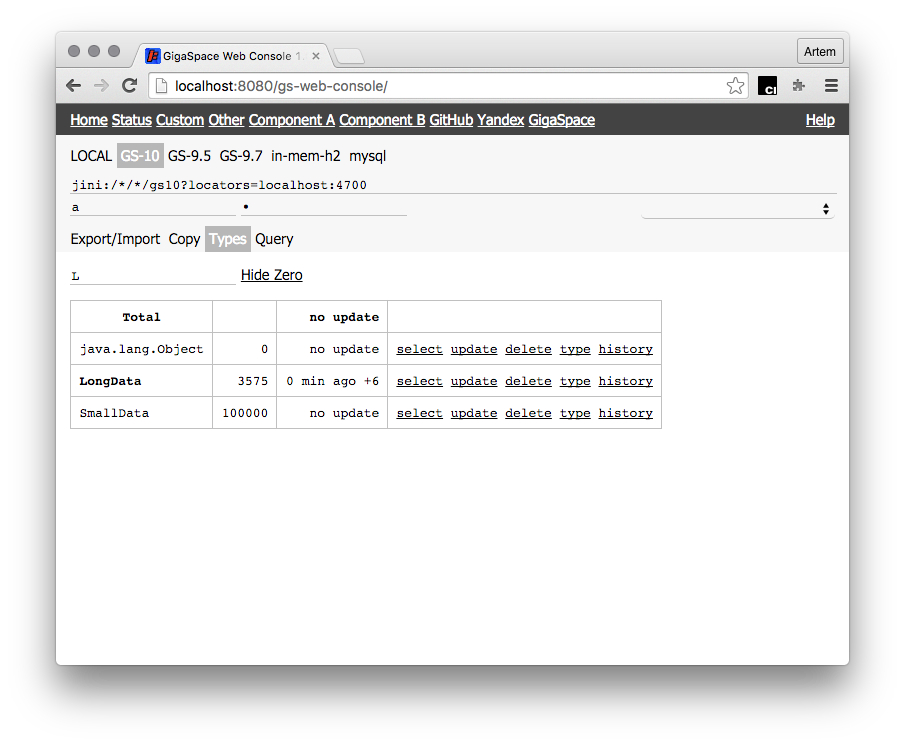 GigaSpace Web Console 1.
Artem
localhost:8080/gs-web-console/
Home Status Custom Other Component A Component B GitHub Yandex GigaSpace Help
LOCAL GS-10 GS-9.5 GS-9.7 in-mem-h2 mysql
jini:/*/*/gs10?locators=localhost:4700
a •
Export/Import Copy Types Query
L Hide Zero
Total no update
java.lang.Object 0 no update select update delete type history
LongData 3575 0 min ago +6 select update delete type history
SmallData 100000 no update select update delete type history